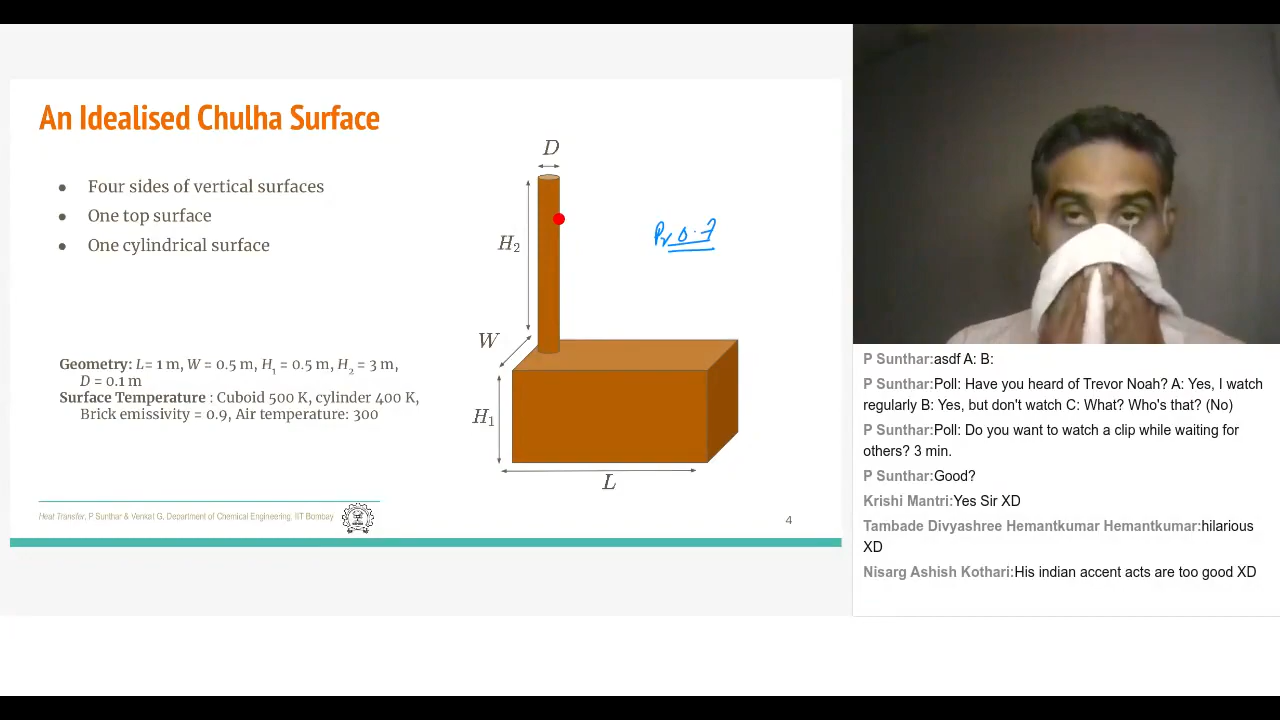 An Idealised Chulha Surface
● Four sides of vertical surfaces
● One top surface
● One cylindrical surface
Geometry: L= 1 m, W = 0.5 m, H1 = 0.5 m, H2 = 3 m,
D = 0.1 m
Surface Temperature : Cuboid 500 K, cylinder 400 K,
Brick emissivity = 0.9, Air temperature: 300
D
H2
W
H1
L
Pr 0.7
Heat Transfer, P Sunthar & Venkat G, Department of Chemical Engineering, IIT Bombay
4
P Sunthar:asdf A: B:
P Sunthar:Poll: Have you heard of Trevor Noah? A: Yes, I watch
regularly B: Yes, but don't watch C: What? Who's that? (No)
P Sunthar:Poll: Do you want to watch a clip while waiting for
others? 3 min.
P Sunthar:Good?
Krishi Mantri:Yes Sir XD
Tambade Divyashree Hemantkumar Hemantkumar:hilarious
XD
Nisarg Ashish Kothari:His indian accent acts are too good XD